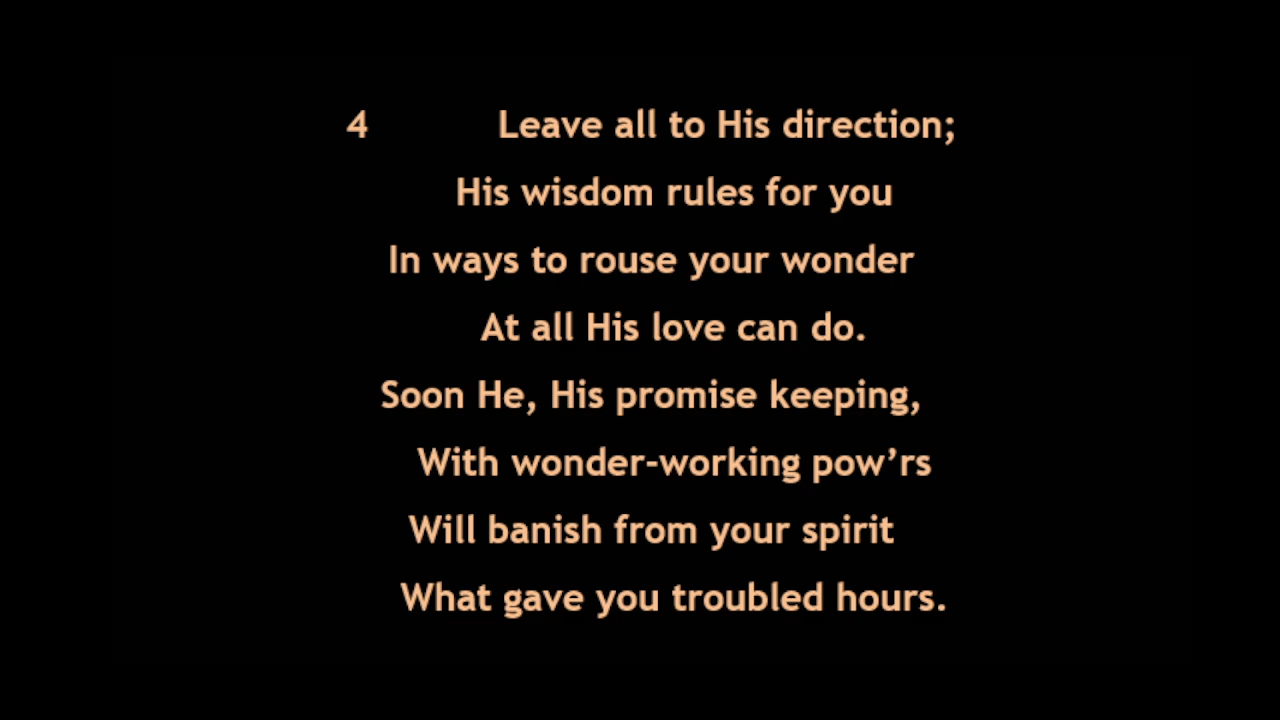 4 Leave all to His direction;
His wisdom rules for you
In ways to rouse your wonder
At all His love can do.
Soon He, His promise keeping,
With wonder-working pow’rs
Will banish from your spirit
What gave you troubled hours.